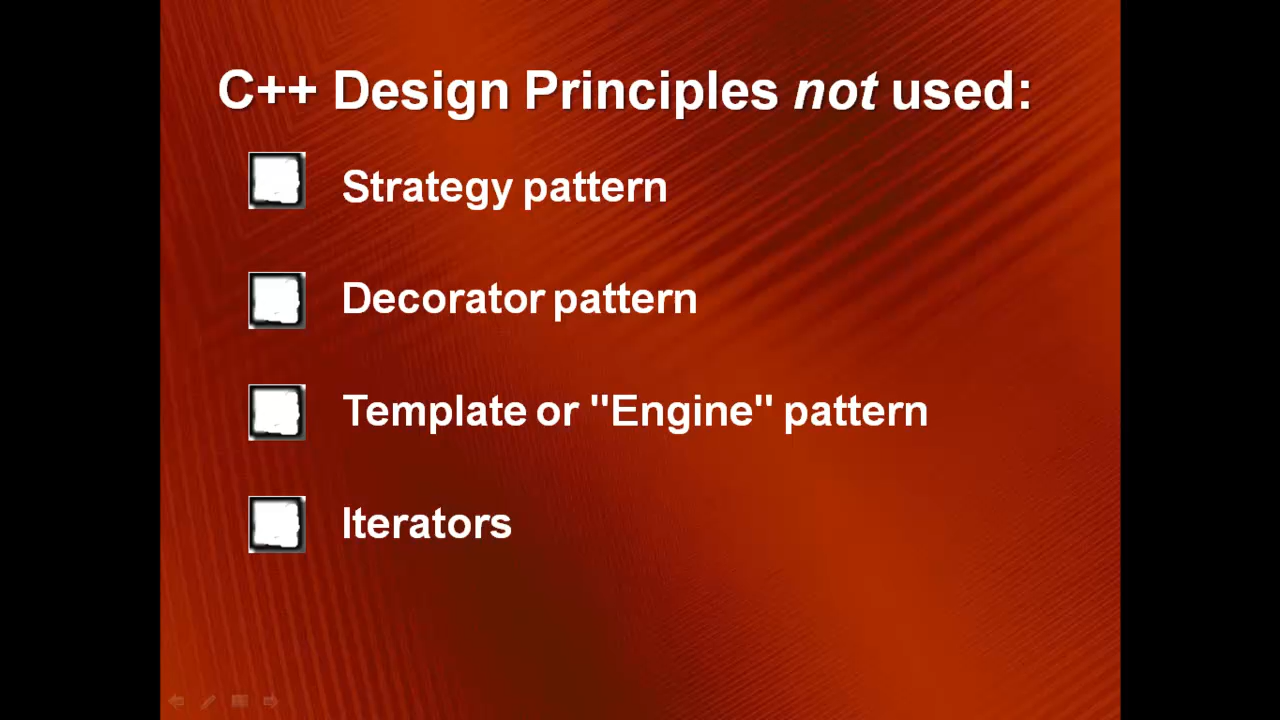 C++ Design Principles not used:
Strategy pattern
Decorator pattern
Template or "Engine" pattern
Iterators